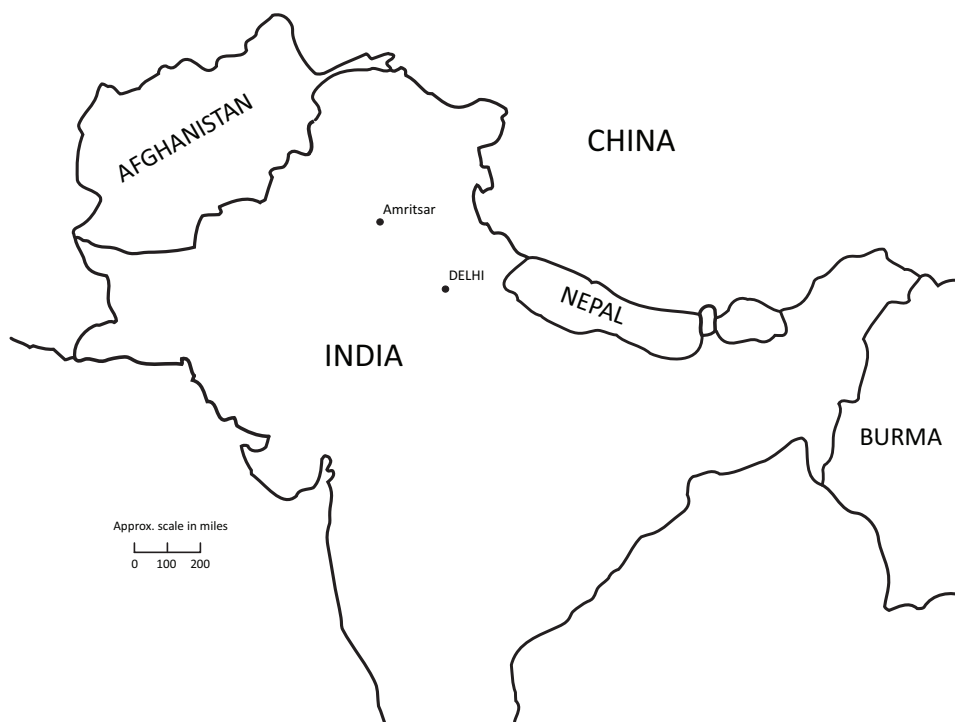 CHINA
AFGHANISTAN
Amritsar
DELHI
NEPAL
INDIA
BURMA
Approx. scale in miles
0 100 200